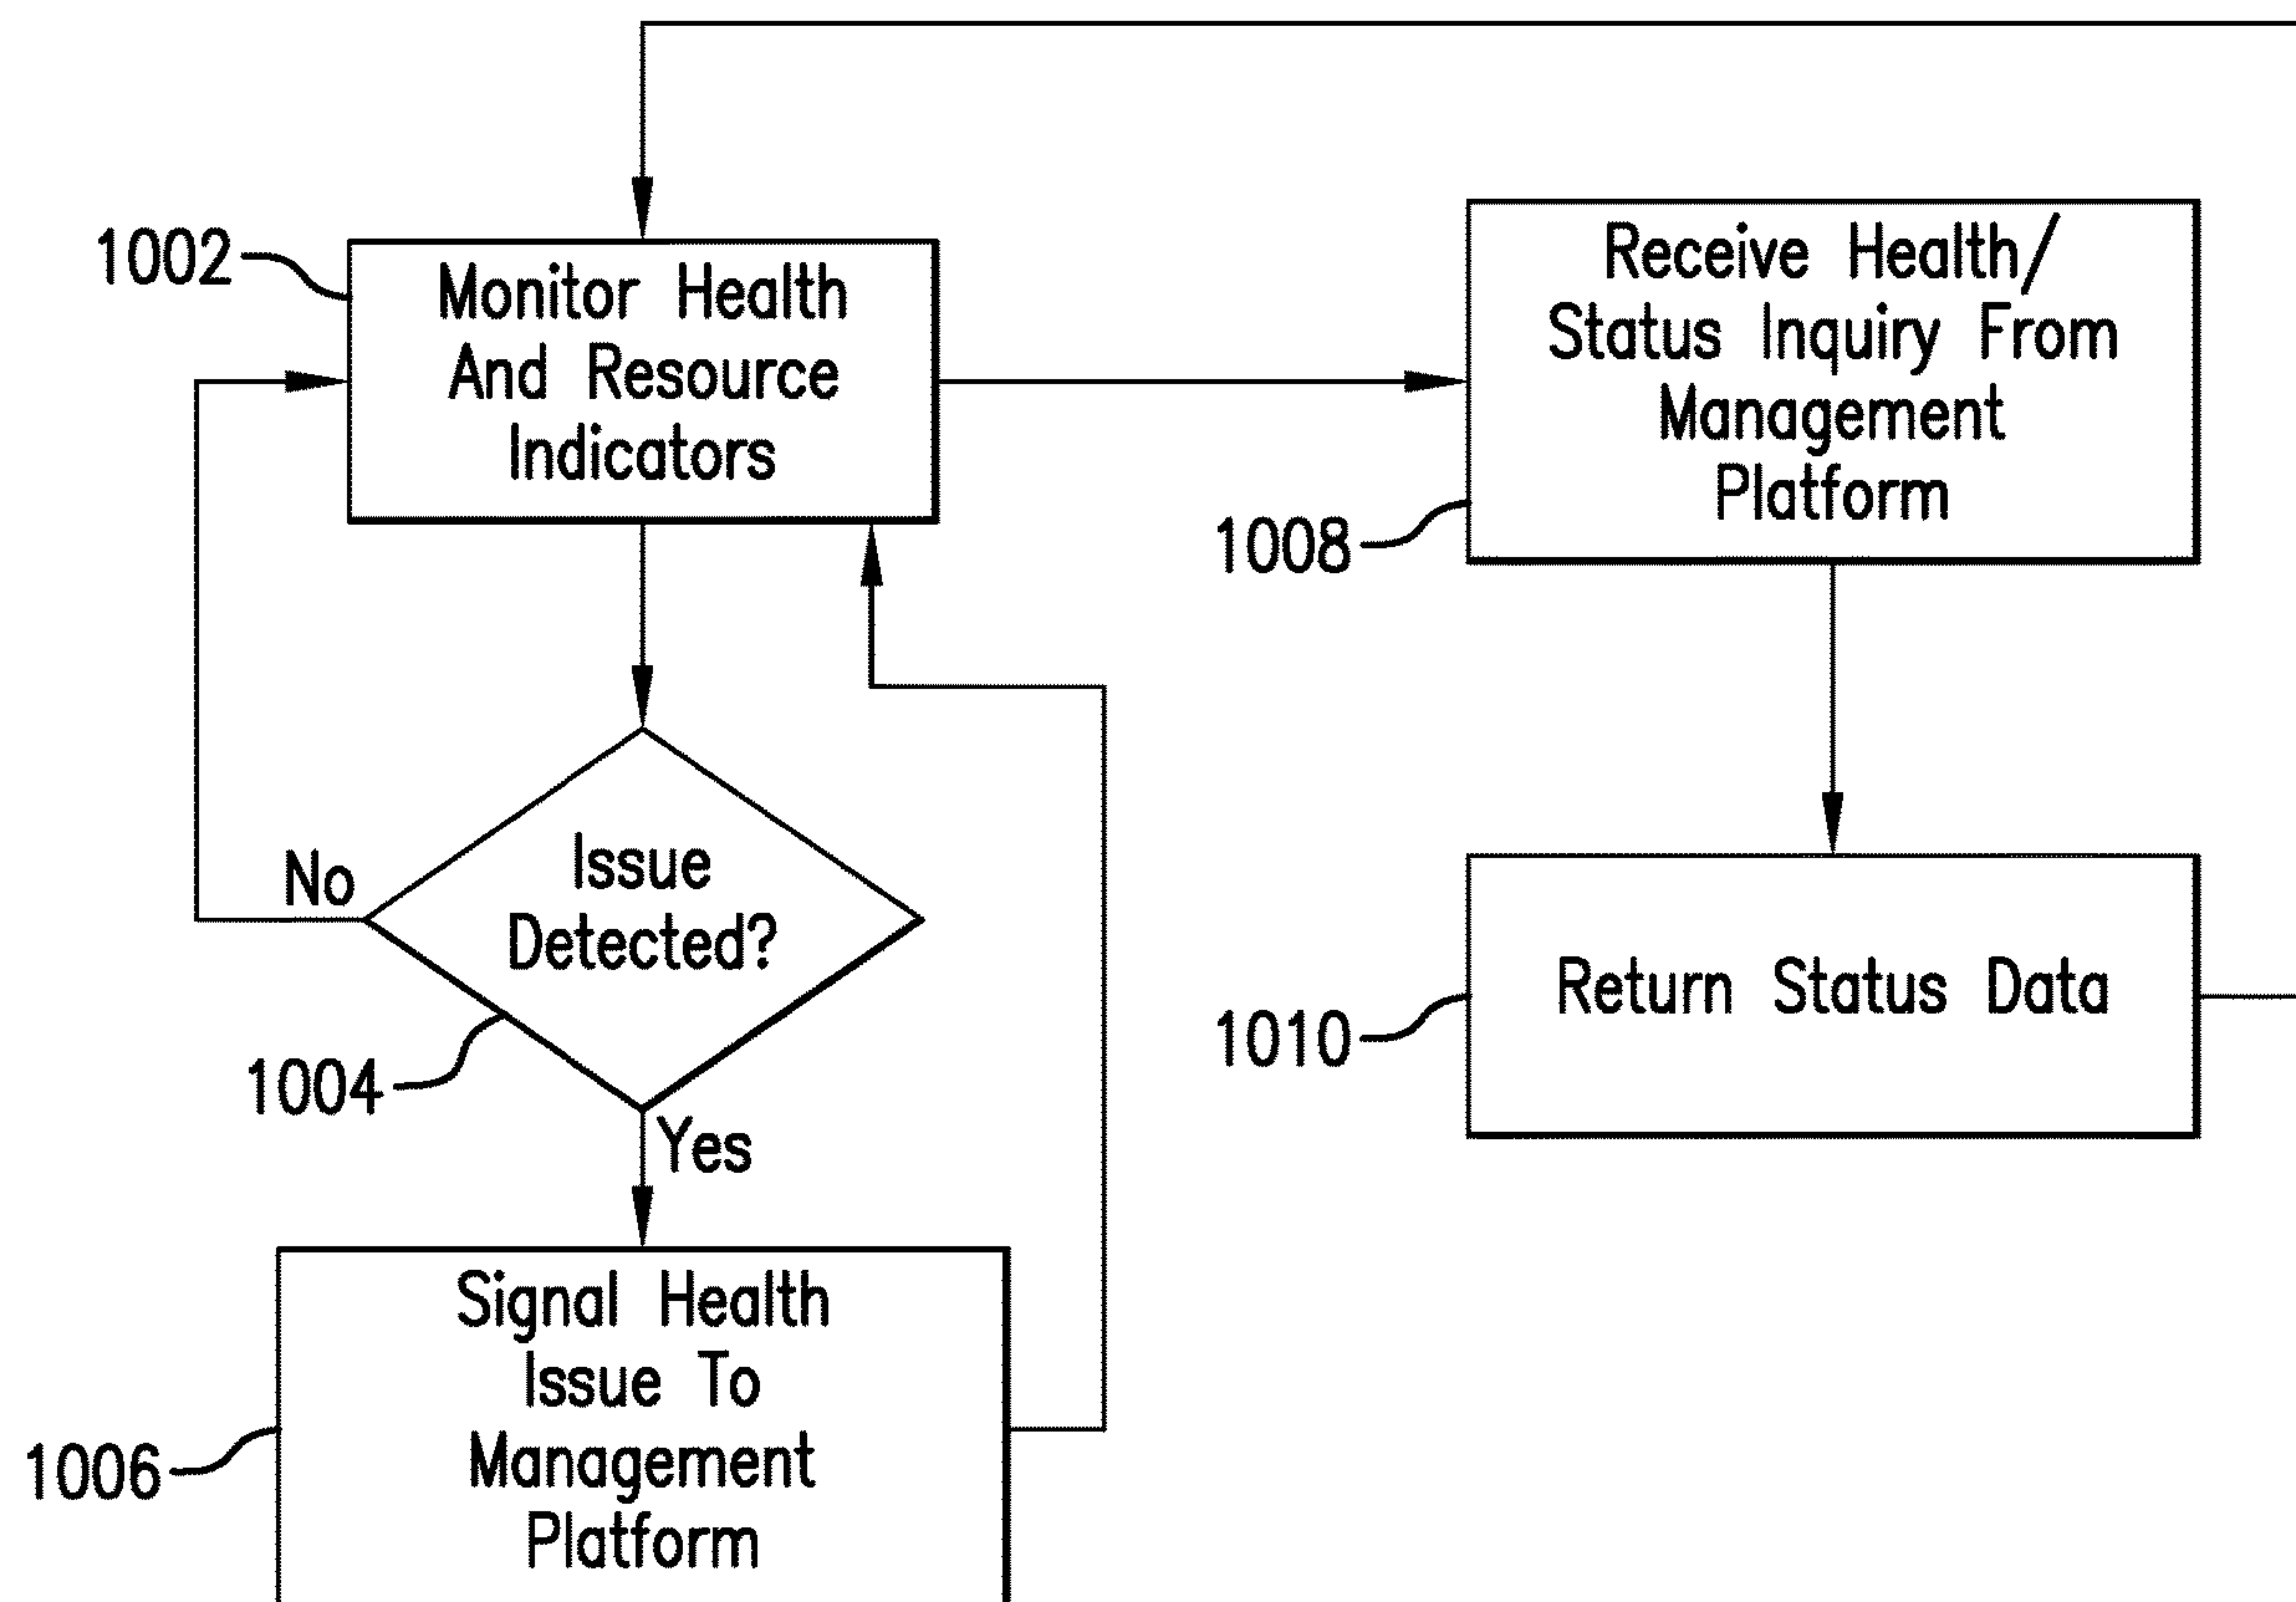 1002
Monitor Health
And Resource
Indicators
Receive Health/
Status Inquiry From
Management
Platform
1008
No
Issue
Detected?
1004
Yes
Return Status Data
1010
Signal Health
Issue To
Management
Platform
1006